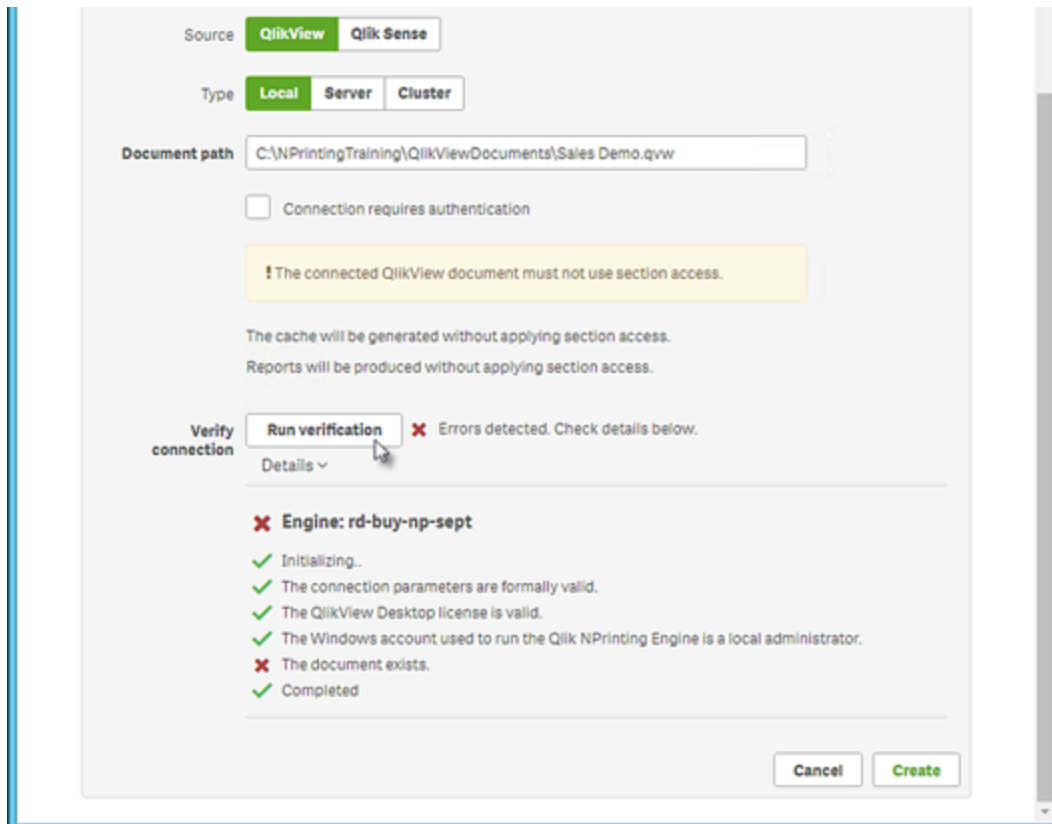 Source QlikView Qlik Sense
Type Local Server Cluster
Document path C:\NPrintingTraining\QlikViewDocuments\Sales Demo.qvw
Connection requires authentication
! The connected QlikView document must not use section access.
The cache will be generated without applying section access.
Reports will be produced without applying section access.
Verify connection Run verification Errors detected. Check details below.
Details
Engine: rd-buy-np-sept
Initializing..
The connection parameters are formally valid.
The QlikView Desktop license is valid.
The Windows account used to run the Qlik NPrinting Engine is a local administrator.
The document exists.
Completed
Cancel Create